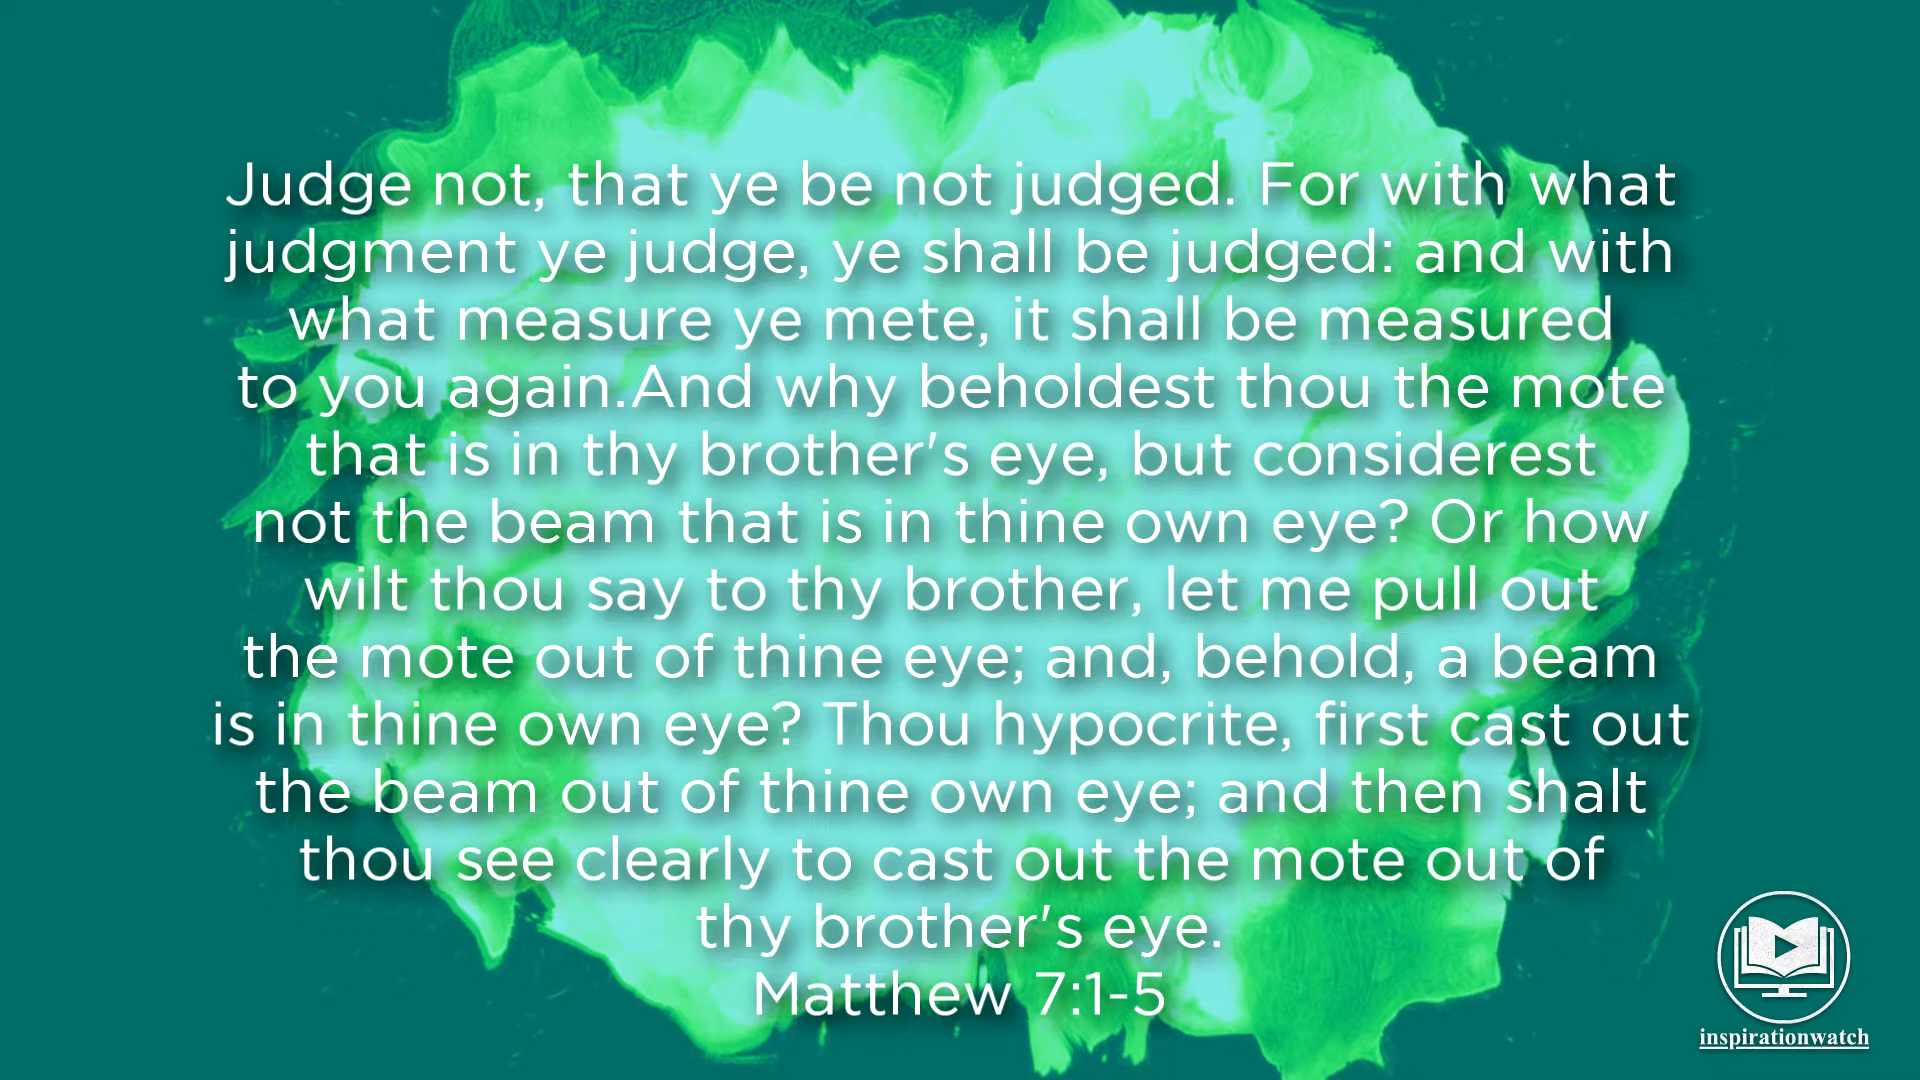 Judge not, that ye be not judged. For with what
judgment ye judge, ye shall be judged: and with
what measure ye mete, it shall be measured
to you again.And why beholdest thou the mote
that is in thy brother's eye, but considerest
not the beam that is in thine own eye? Or how
wilt thou say to thy brother, let me pull out
the mote out of thine eye; and, behold, a beam
is in thine own eye? Thou hypocrite, first cast out
the beam out of thine own eye; and then shalt
thou see clearly to cast out the mote out of
thy brother's eye.
Matthew 7:1-5
inspirationwatch